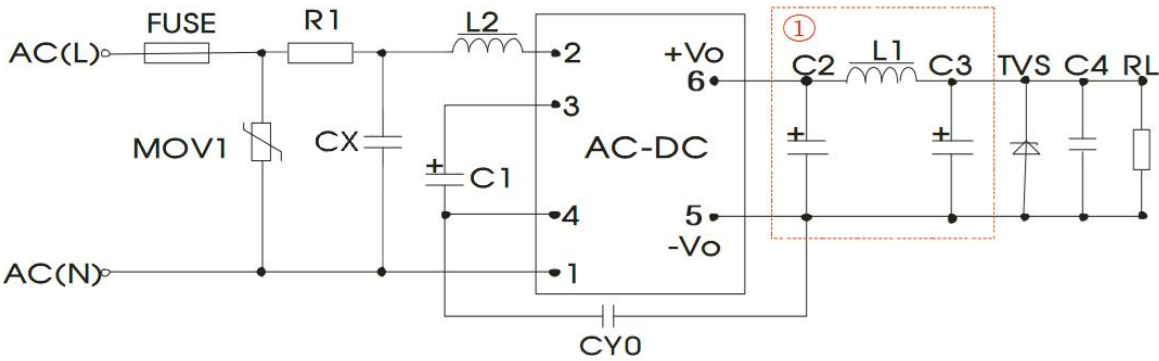 FUSE
R1
L2
①
AC(L)
2
+Vo
6
C2
L1
C3
TVS
C4
RL
3
MOV1
CX
+
C1
AC-DC
+
+
4
5
-Vo
AC(N)
1
CY0